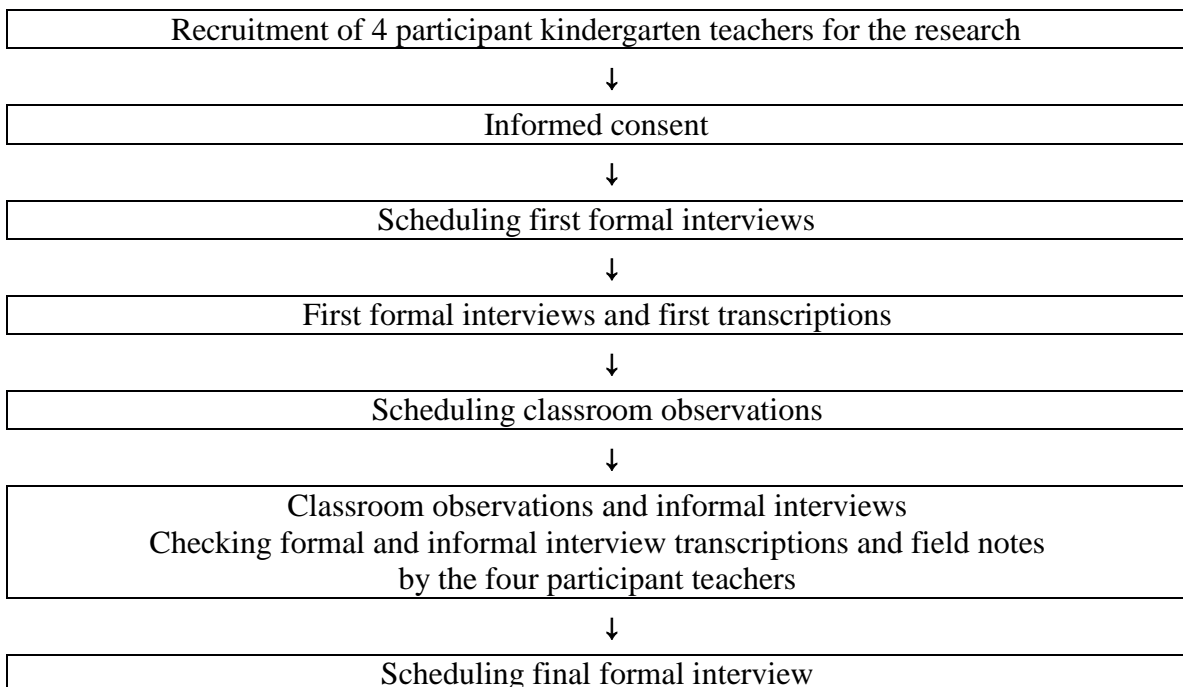 Recruitment of 4 participant kindergarten teachers for the research
↓
Informed consent
↓
Scheduling first formal interviews
↓
First formal interviews and first transcriptions
↓
Scheduling classroom observations
↓
Classroom observations and informal interviews
Checking formal and informal interview transcriptions and field notes
by the four participant teachers
↓
Scheduling final formal interview